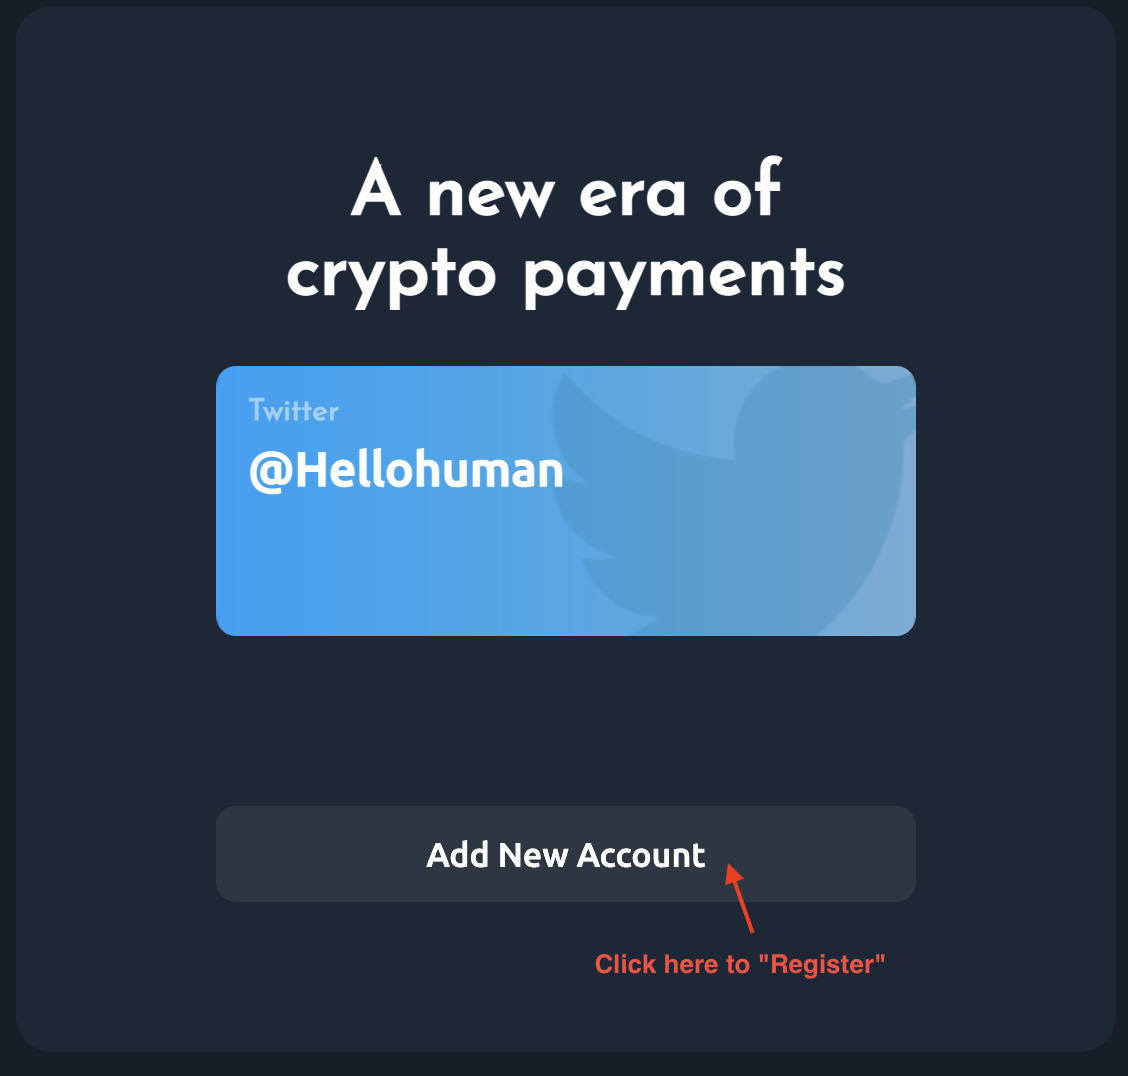 A new era of
crypto payments
Twitter
@Hellohuman
Add New Account
Click here to "Register"